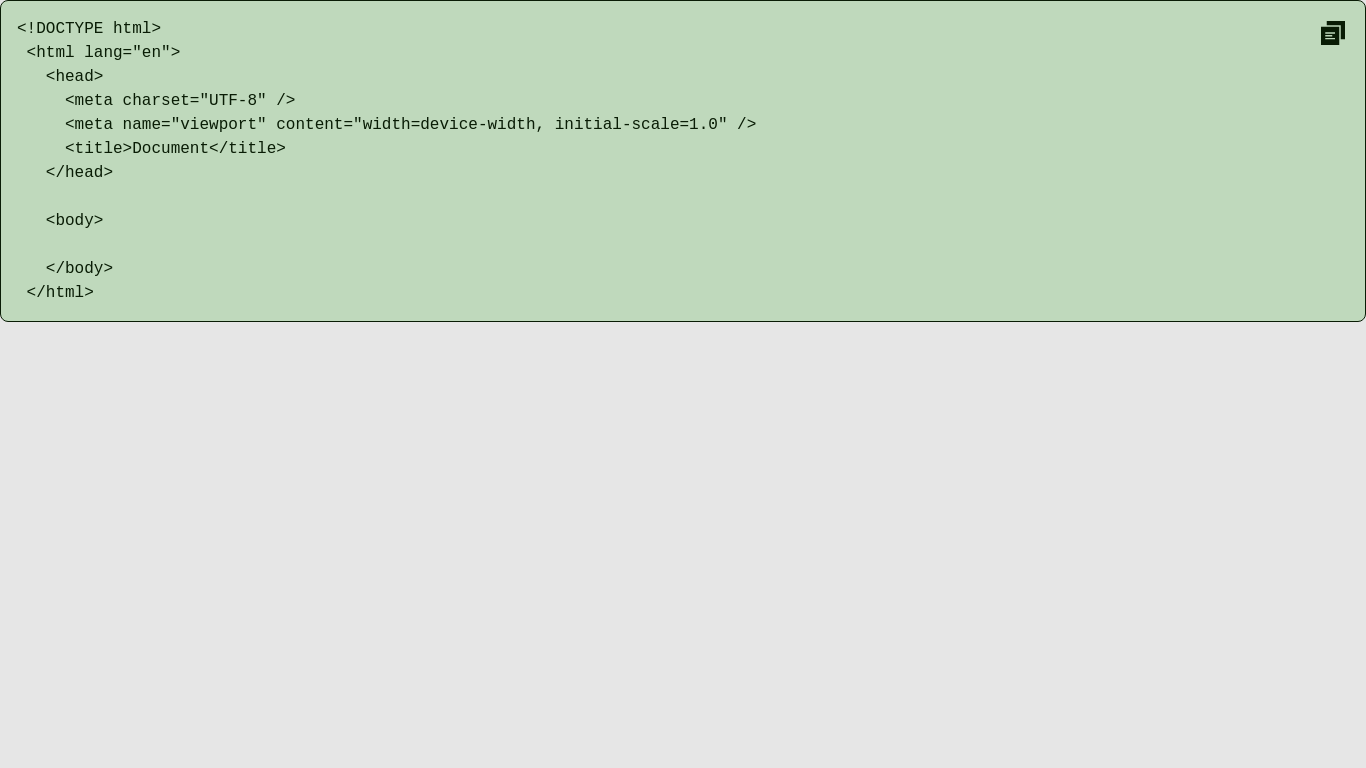 <!DOCTYPE html>
 <html lang="en">
   <head>
     <meta charset="UTF-8" />
     <meta name="viewport" content="width=device-width, initial-scale=1.0" />
     <title>Document</title>
   </head>

   <body>

   </body>
 </html>